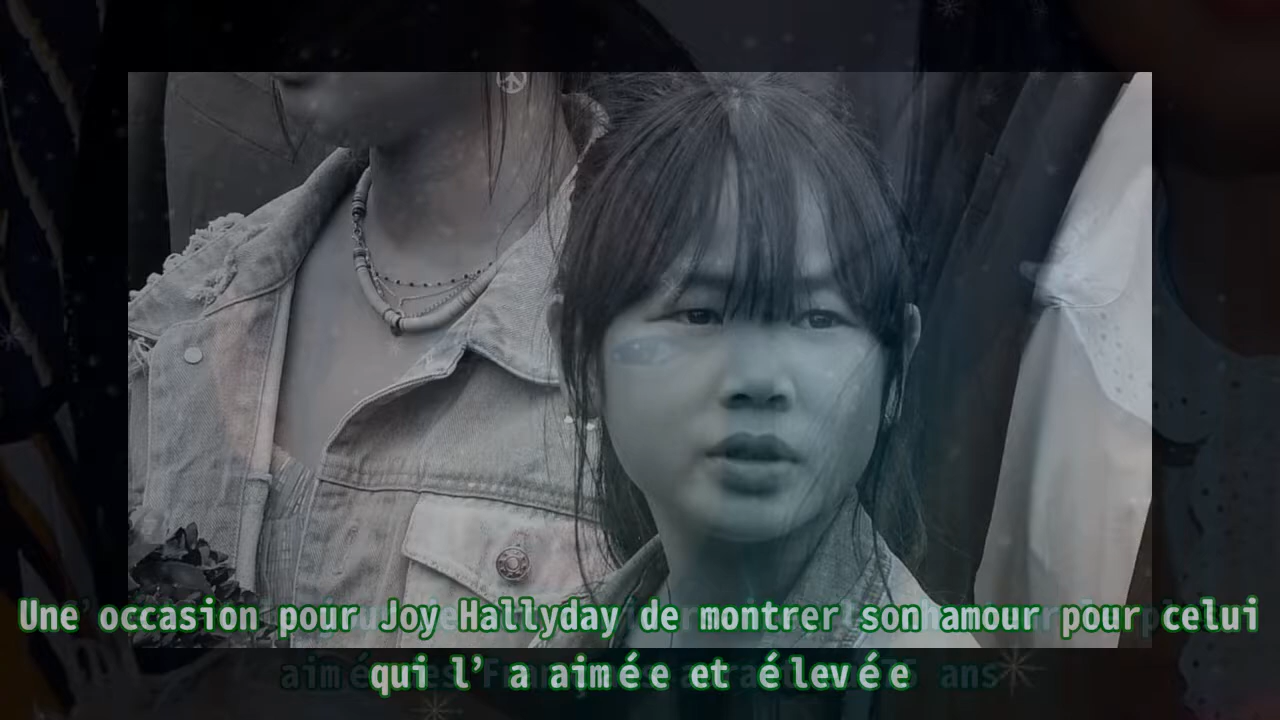 Une occasion pour Joy Hallyday de montrer son amour pour celui
qui l’ a aimée et élevée